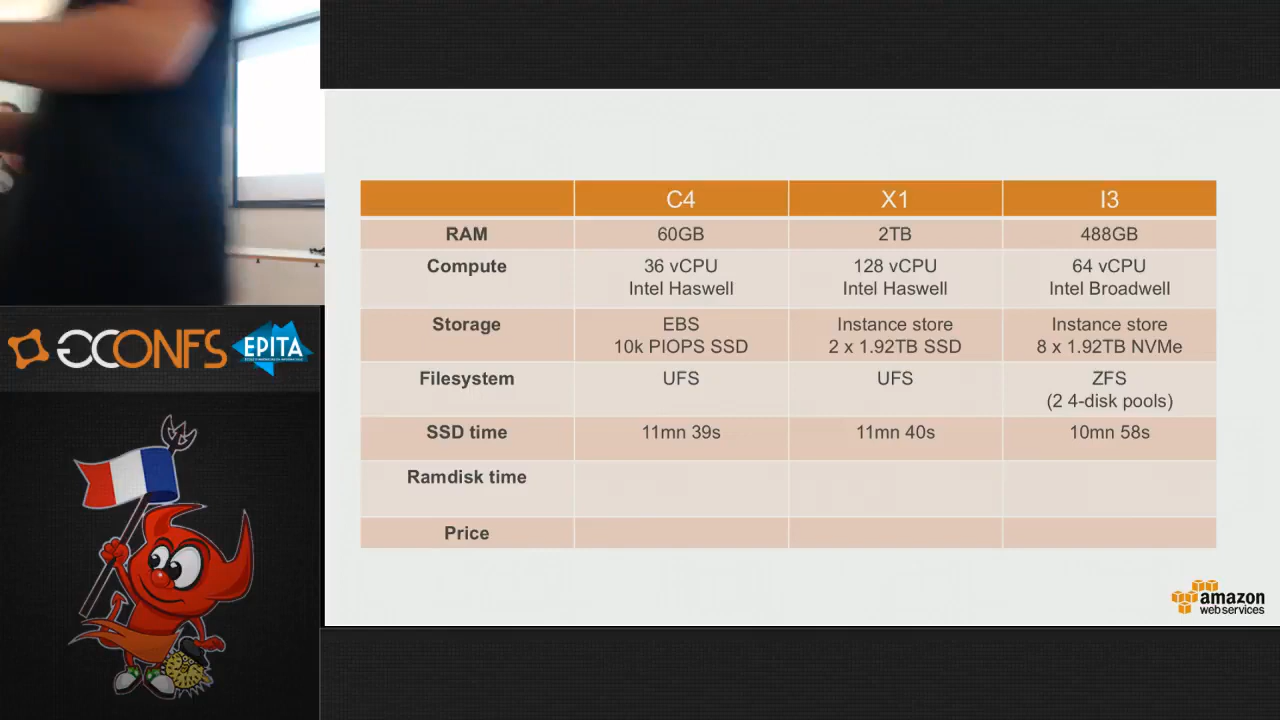 C4 X1 I3
RAM 60GB 2TB 488GB
Compute 36 vCPU 128 vCPU 64 vCPU
Intel Haswell Intel Haswell Intel Broadwell
Storage EBS Instance store Instance store
10k PIOPS SSD 2 x 1.92TB SSD 8 x 1.92TB NVMe
Filesystem UFS UFS ZFS
(2 4-disk pools)
SSD time 11mn 39s 11mn 40s 10mn 58s
Ramdisk time
Price
GCONFS
EPITA
amazon
web services